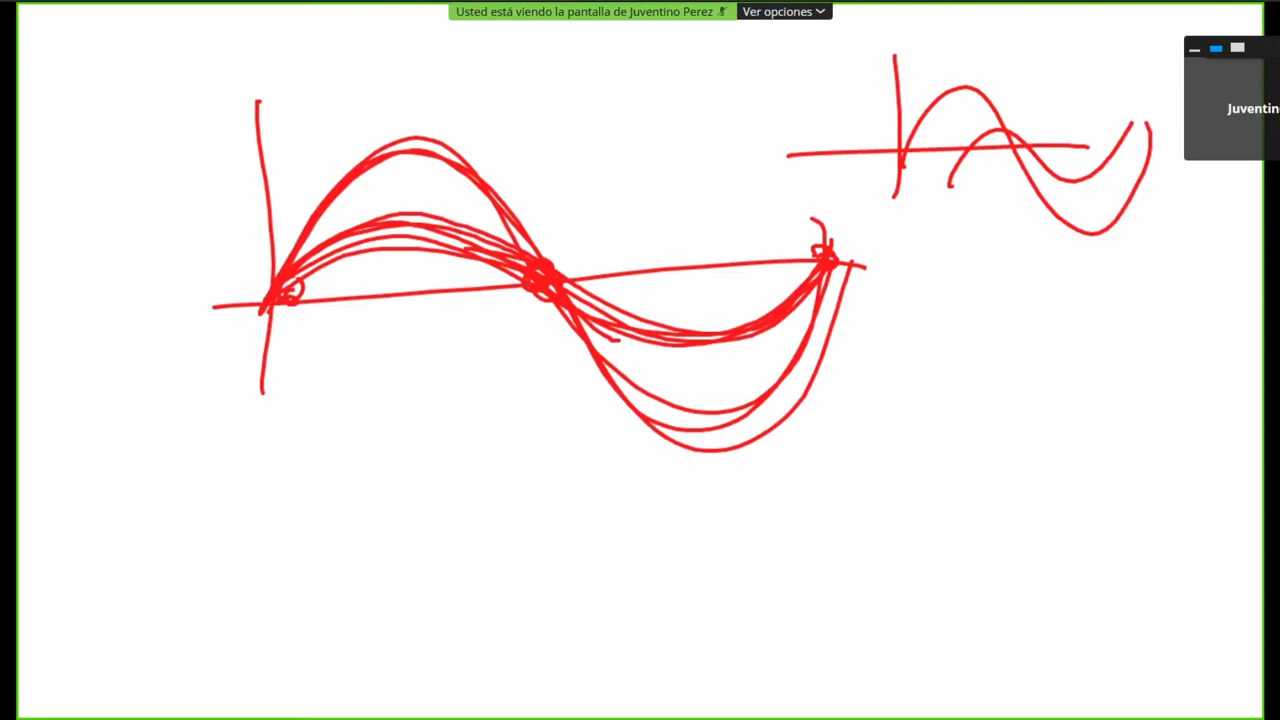 Usted está viendo la pantalla de Juventino Perez
Ver opciones
Juventin